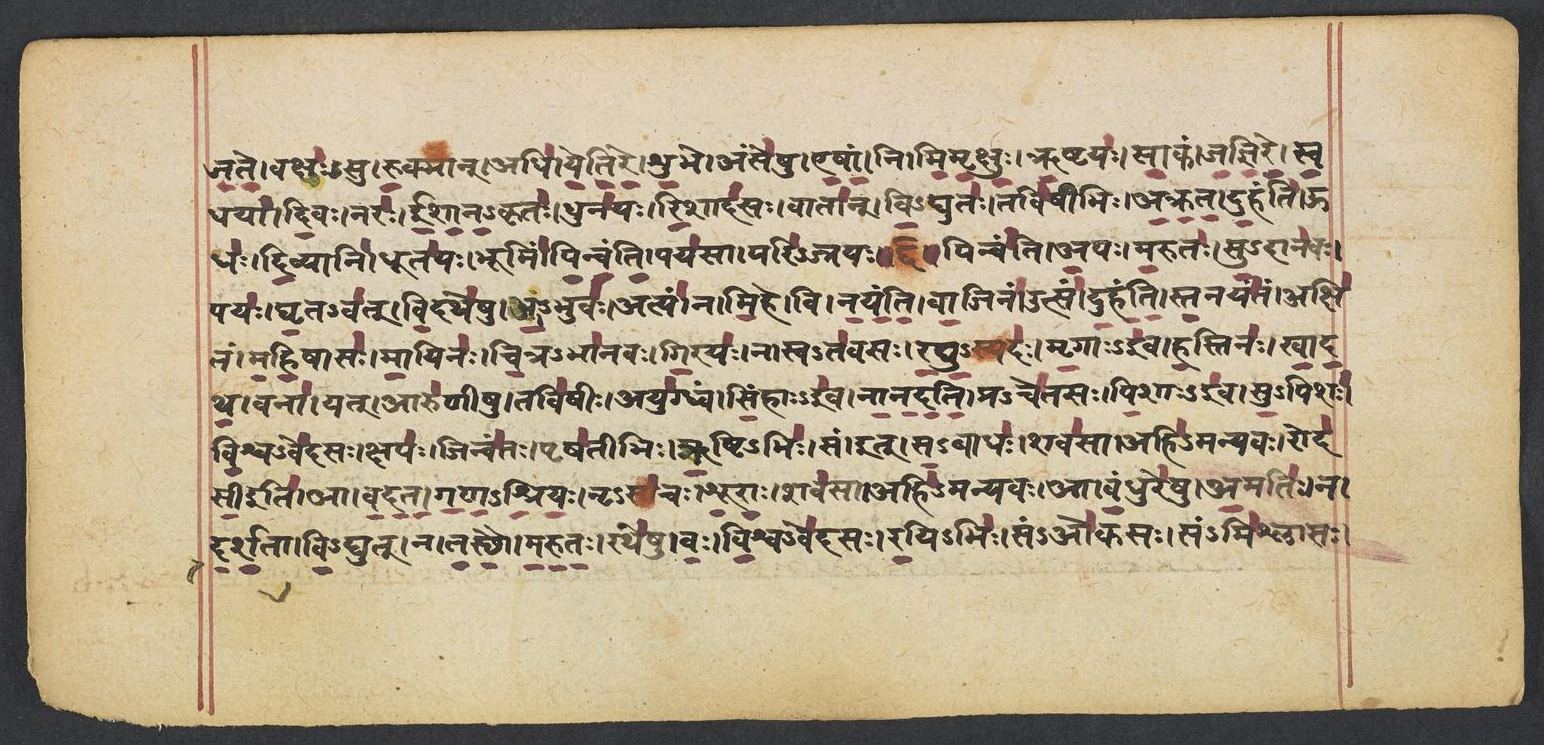 ञ्जते।वक्षःऽसु।रुक्मान्।अधि।येतिरे।शुभे।अंसेषु।एषां।नि।मिमृक्षुः।ऋष्टयः।साकं।जज्ञिरे।स्व
धया।दिवः।नरः।ईशानऽकृतः।धुनयः।रिशादसः।वातान्।विऽद्युतः।तविषीभिः।अक्रत।दुहंति।ऊ
धः।दिव्यानि।धूतयः।भूमिं।पिन्वंति।पयसा।परिऽज्रयः।६।पिन्वंति।अपः।मरुतः।सुऽदानवः।
पयः।घृतऽवत्।विदथेषु।आऽभुवः।अत्यं।न।मिहे।वि।नयंति।वाजिनं।उत्सं।दुहंति।स्तनयंतं।अक्षि
तं।महिषासः।मायिनः।चित्रऽभानवः।गिरयः।न।स्वऽतवसः।रघुऽस्यदः।मृगाःऽइव।हस्तिनः।खाद
थ।वना।यत्।आरुणीषु।तविषीः।अयुग्ध्वं।सिंहाःऽइव।नानदति।प्रऽचेतसः।पिशाःऽइव।सुऽपिशः।
विश्वऽवेदसः।क्षपः।जिन्वंतः।पृषतीभिः।ऋष्टिऽभिः।सं।इत्।सऽबाधः।शवसा।अहिऽमन्यवः।रोद
सीइति।आ।वदत।गणऽश्रियः।नृऽसाचः।शूराः।शवसा।अहिऽमन्यवः।आ।वंधुरेषु।अमतिः।न।
दर्शता।विऽद्युत्।न।तस्थौ।मरुतः।रथेषु।वः।विश्वऽवेदसः।रयिऽभिः।संऽओकसः।संऽमिश्लासः।